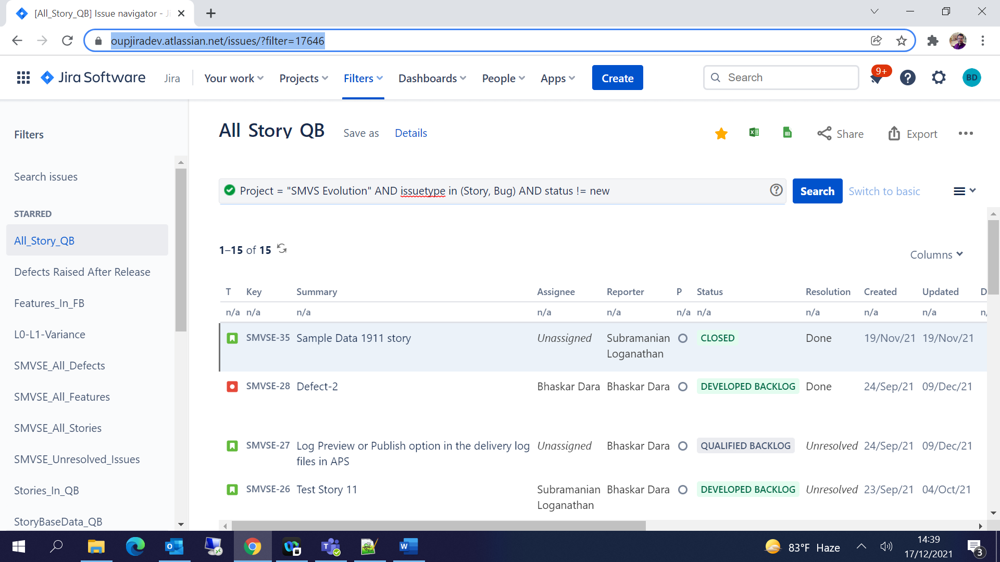 [All_Story_QB] Issue navigator - Ji
oupjiradev.atlassian.net/issues/?filter=17646
Jira Software Jira Your work Projects Filters Dashboards People Apps Create Search 9+ BD
Filters
Search issues
STARRED
All_Story_QB
Defects Raised After Release
Features_In_FB
L0-L1-Variance
SMVSE_All_Defects
SMVSE_All_Features
SMVSE_All_Stories
SMVSE_Unresolved_Issues
Stories_In_QB
StoryBaseData_QB
All_Story_QB Save as Details Share Export
Project = "SMVS Evolution" AND issuetype in (Story, Bug) AND status != new Search Switch to basic
1–15 of 15
Columns
T Key Summary Assignee Reporter P Status Resolution Created Updated D
n/a n/a n/a n/a n/a n/a n/a n/a n/a n/a n/
SMVSE-35 Sample Data 1911 story Unassigned Subramanian CLOSED Done 19/Nov/21 19/Nov/21
Loganathan
SMVSE-28 Defect-2 Bhaskar Dara Bhaskar Dara DEVELOPED BACKLOG Done 24/Sep/21 09/Dec/21
SMVSE-27 Log Preview or Publish option in the delivery log Unassigned Bhaskar Dara QUALIFIED BACKLOG Unresolved 24/Sep/21 09/Dec/21
files in APS
SMVSE-26 Test Story 11 Subramanian Bhaskar Dara DEVELOPED BACKLOG Unresolved 23/Sep/21 04/Oct/21
Loganathan
83°F Haze
14:39
17/12/2021
3